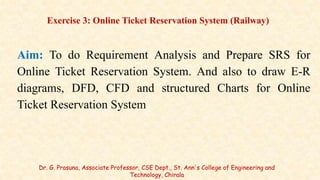 Exercise 3: Online Ticket Reservation System (Railway)
Aim: To do Requirement Analysis and Prepare SRS for
Online Ticket Reservation System. And also to draw E-R
diagrams, DFD, CFD and structured Charts for Online
Ticket Reservation System
Dr. G. Prasuna, Associate Professor, CSE Dept., St. Ann's College of Engineering and
Technology, Chirala